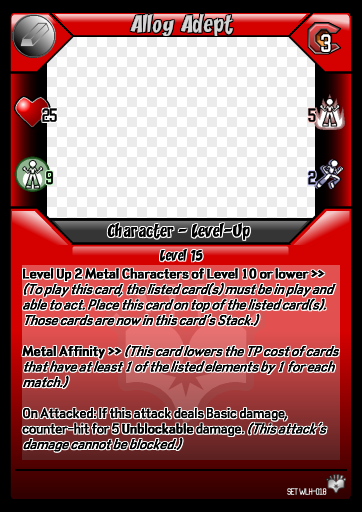 Alloy Adept
3
25
5
9
2
Character - Level-Up
Level 15
Level Up 2 Metal Characters of Level 10 or lower >>
(To play this card, the listed card(s) must be in play and
able to act. Place this card on top of the listed card(s).
Those cards are now in this card's Stack.)
Metal Affinity >> (This card lowers the TP cost of cards
that have at least 1 of the listed elements by 1 for each
match.)
On Attacked: If this attack deals Basic damage,
counter-hit for 5 Unblockable damage. (This attack's
damage cannot be blocked.)
SET WLH-018